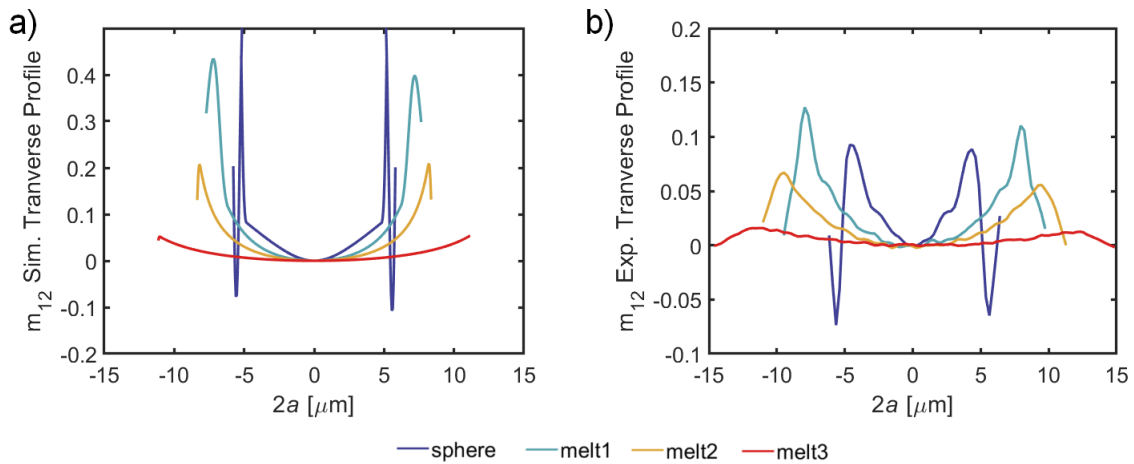 a)
m12 Sim. Tranverse Profile
0.4
0.3
0.2
0.1
0
-0.1
-0.2
-15 -10 -5 0 5 10 15
2a [μm]
b)
m12 Exp. Tranverse Profile
0.2
0.15
0.1
0.05
0
-0.05
-0.1
-15 -10 -5 0 5 10 15
2a [μm]
sphere melt1 melt2 melt3